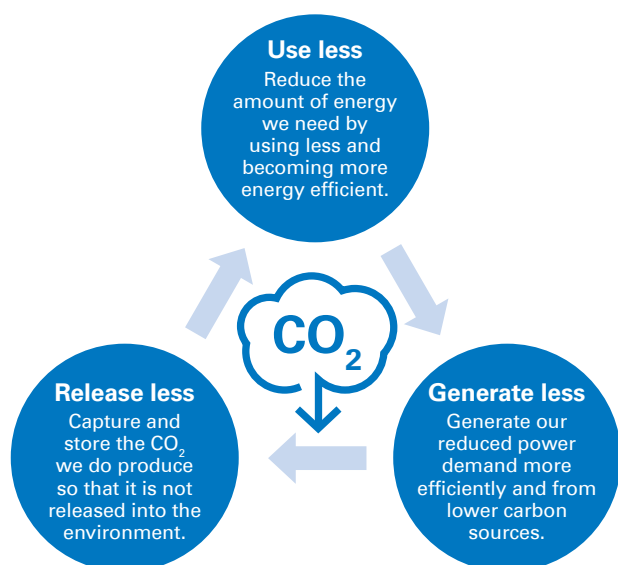 Use less
Reduce the
amount of energy
we need by
using less and
becoming more
energy efficient.
CO₂
Release less
Capture and
store the CO₂
we do produce
so that it is not
released into the
environment.
Generate less
Generate our
reduced power
demand more
efficiently and from
lower carbon
sources.